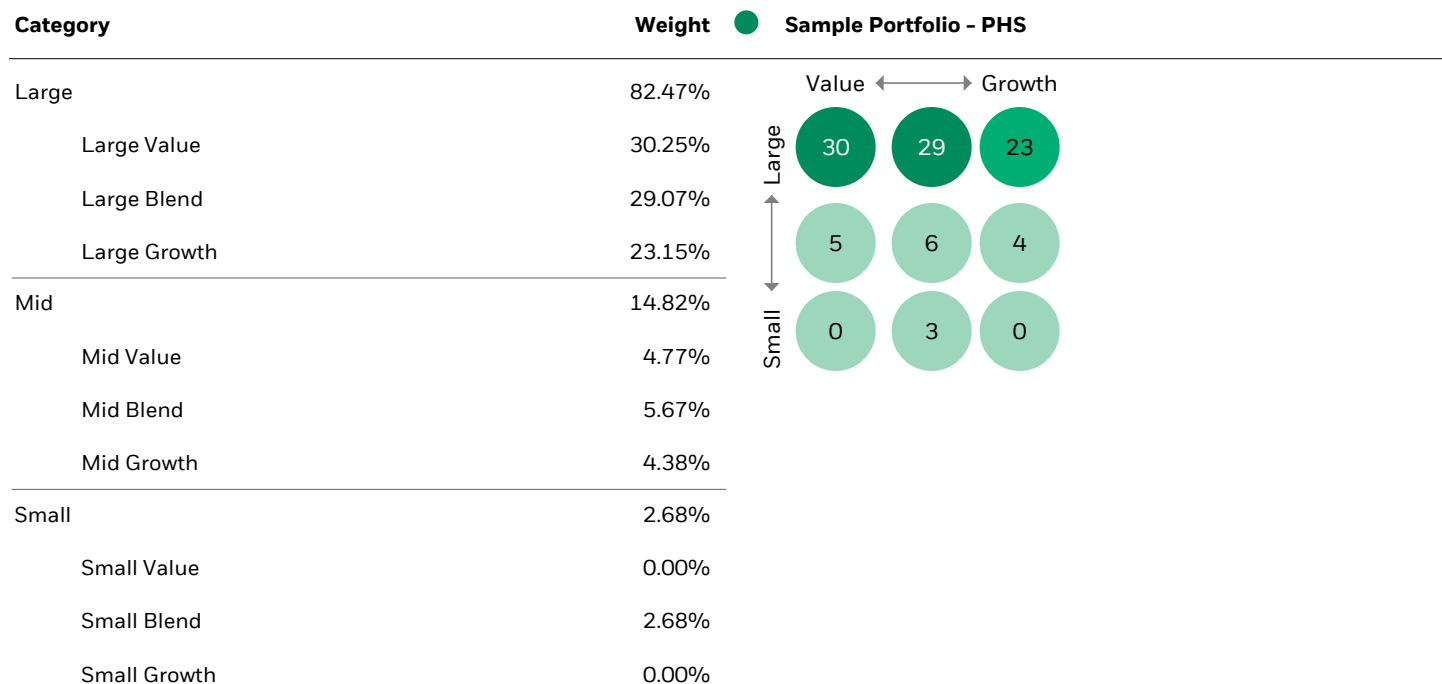 Category Weight Sample Portfolio - PHS
Large 82.47%
Large Value 30.25%
Large Blend 29.07%
Large Growth 23.15%
Mid 14.82%
Mid Value 4.77%
Mid Blend 5.67%
Mid Growth 4.38%
Small 2.68%
Small Value 0.00%
Small Blend 2.68%
Small Growth 0.00%
Value Growth
Large
30 29 23
5 6 4
Small
0 3 0